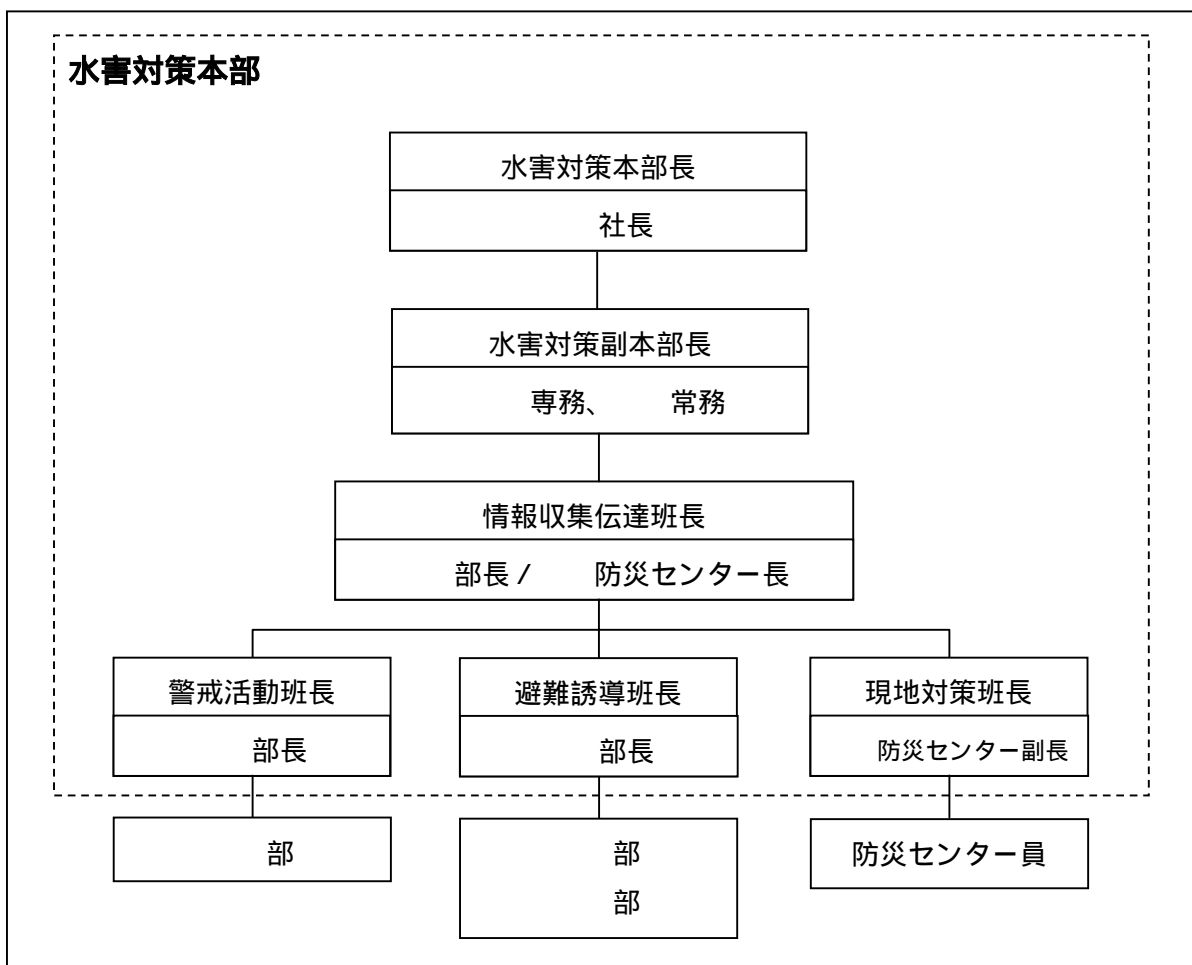 水害対策本部
水害対策本部長
社長
水害対策副本部長
専務、 常務
情報収集伝達班長
部長 / 防災センター長
警戒活動班長 避難誘導班長 現地対策班長
部長 部長 防災センター副長
部 部 防災センター員
部